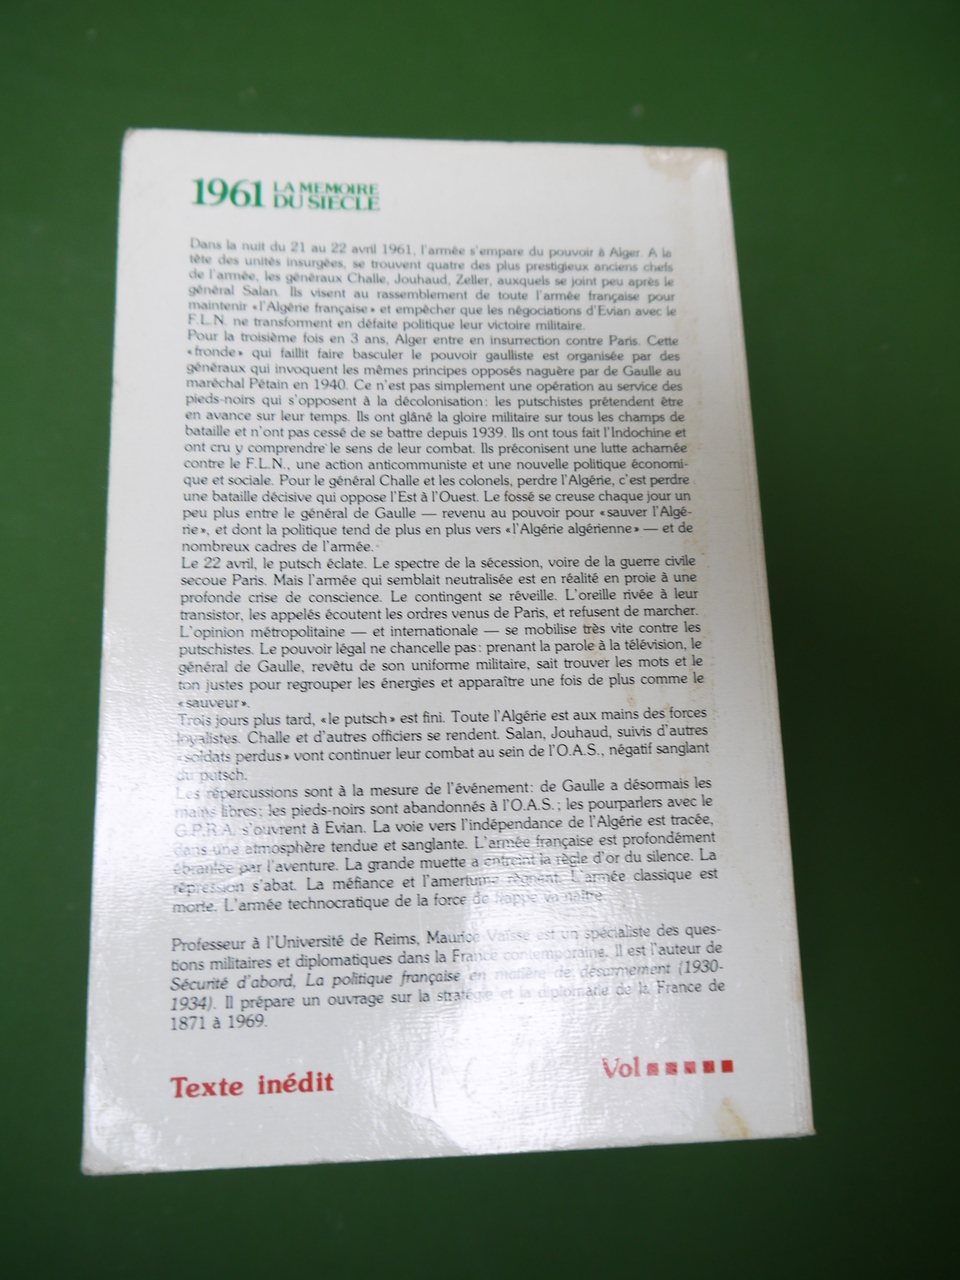 1961 LA MEMOIRE
DU SIECLE
Dans la nuit du 21 au 22 avril 1961, l'armée s'empare du pouvoir à Alger. A la
tête des unités insurgées, se trouvent quatre des plus prestigieux anciens chefs
de l'armée, les généraux Challe, Jouhaud, Zeller, auxquels se joint peu après le
général Salan. Ils visent au rassemblement de toute l'armée française pour
maintenir «l'Algérie française» et empêcher que les négociations d'Evian avec le
F.L.N. ne transforment en défaite politique leur victoire militaire.
Pour la troisième fois en 3 ans, Alger entre en insurrection contre Paris. Cette
«fronde» qui faillit faire basculer le pouvoir gaulliste est organisée par des
généraux qui invoquent les mêmes principes opposés naguère par de Gaulle au
maréchal Pétain en 1940. Ce n'est pas simplement une opération au service des
pieds-noirs qui s'opposent à la décolonisation: les putschistes prétendent être
en avance sur leur temps. Ils ont glâné la gloire militaire sur tous les champs de
bataille et n'ont pas cessé de se battre depuis 1939. Ils ont tous fait l'Indochine et
ont cru y comprendre le sens de leur combat. Ils préconisent une lutte acharnée
contre le F.L.N., une action anticommuniste et une nouvelle politique économi-
que et sociale. Pour le général Challe et les colonels, perdre l'Algérie, c'est perdre
une bataille décisive qui oppose l'Est à l'Ouest. Le fossé se creuse chaque jour un
peu plus entre le général de Gaulle — revenu au pouvoir pour «sauver l'Algé-
rie», et dont la politique tend de plus en plus vers «l'Algérie algérienne» — et de
nombreux cadres de l'armée.
Le 22 avril, le putsch éclate. Le spectre de la sécession, voire de la guerre civile
secoue Paris. Mais l'armée qui semblait neutralisée est en réalité en proie à une
profonde crise de conscience. Le contingent se réveille. L'oreille rivée à leur
transistor, les appelés écoutent les ordres venus de Paris, et refusent de marcher.
L'opinion métropolitaine — et internationale — se mobilise très vite contre les
putschistes. Le pouvoir légal ne chancelle pas: prenant la parole à la télévision, le
général de Gaulle, revêtu de son uniforme militaire, sait trouver les mots et le
ton justes pour regrouper les énergies et apparaître une fois de plus comme le
«sauveur».
Trois jours plus tard, «le putsch» est fini. Toute l'Algérie est aux mains des forces
loyalistes. Challe et d'autres officiers se rendent. Salan, Jouhaud, suivis d'autres
«soldats perdus» vont continuer leur combat au sein de l'O.A.S., négatif sanglant
du putsch.
Les répercussions sont à la mesure de l'événement: de Gaulle a désormais les
mains libres; les pieds-noirs sont abandonnés à l'O.A.S.; les pourparlers avec le
G.P.R.A. s'ouvrent à Evian. La voie vers l'indépendance de l'Algérie est tracée,
dans une atmosphère tendue et sanglante. L'armée française est profondément
ébranlée par l'aventure. La grande muette a enfreint la règle d'or du silence. La
répression s'abat. La méfiance et l'amertume règnent. L'armée classique est
morte. L'armée technocratique de la force de frappe va naître.
Professeur à l'Université de Reims, Maurice Vaïsse est un spécialiste des ques-
tions militaires et diplomatiques dans la France contemporaine. Il est l'auteur de
Sécurité d'abord, La politique française en matière de désarmement (1930-
1934). Il prépare un ouvrage sur la stratégie et la diplomatie de la France de
1871 à 1969.
Texte inédit
Vol ■ ■ ■ ■ ■